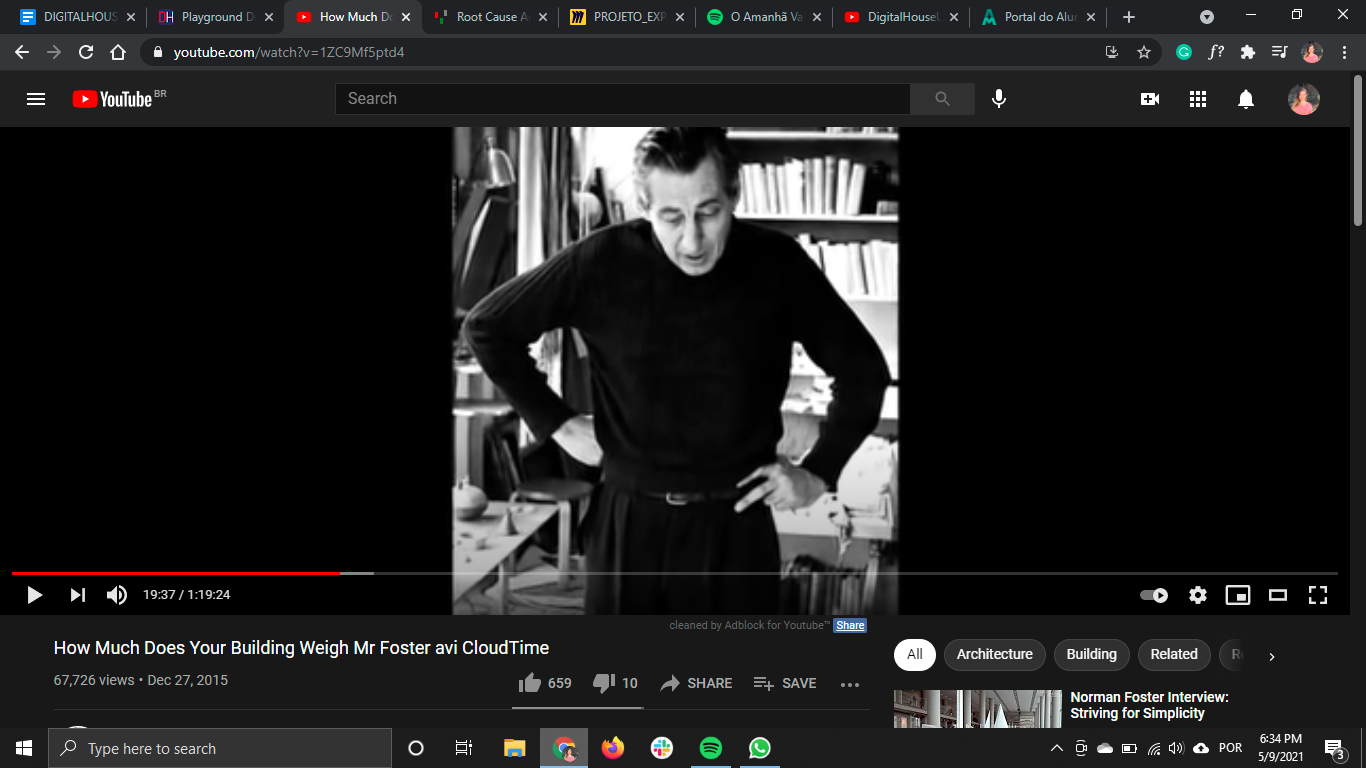 DIGITALHOUS
Playground D
How Much Do
Root Cause A
PROJETO_EXP
O Amanhã Va
DigitalHouse
Portal do Alur
youtube.com/watch?v=1ZC9Mf5ptd4
f?
YouTube BR
Search
19:37 / 1:19:24
cleaned by Adblock for Youtube™ Share
How Much Does Your Building Weigh Mr Foster avi CloudTime
67,726 views • Dec 27, 2015
659
10
SHARE
SAVE
All
Architecture
Building
Related
Norman Foster Interview:
Striving for Simplicity
Type here to search
POR
6:34 PM
5/9/2021
3